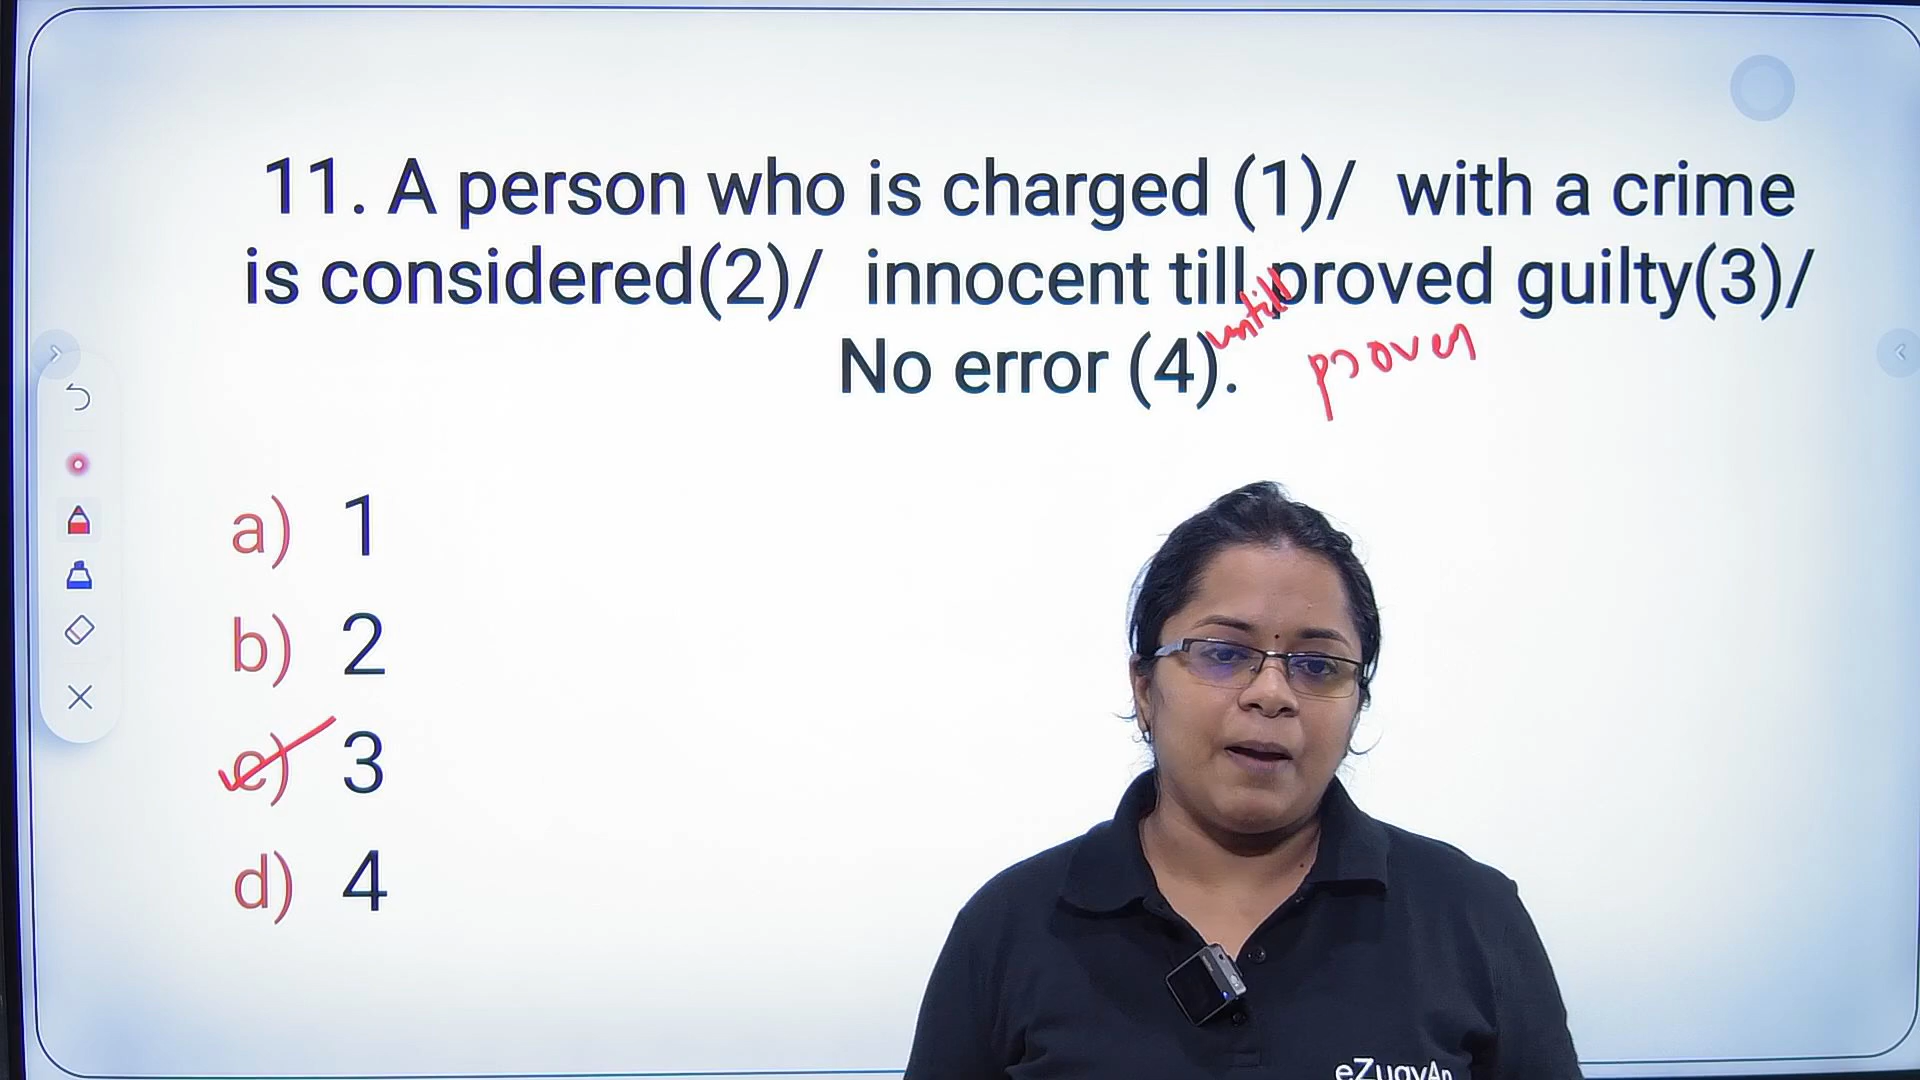 11. A person who is charged (1)/ with a crime
is considered(2)/ innocent till proved guilty(3)/
untill
No error (4).
proven
a) 1
b) 2
c) 3
d) 4
eZugyAn